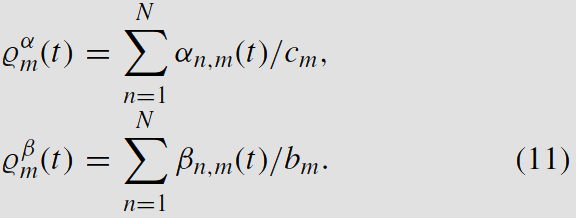 ϱ_m^α(t) = ∑_{n=1}^{N} α_{n,m}(t)/c_m,
ϱ_m^β(t) = ∑_{n=1}^{N} β_{n,m}(t)/b_m. (11)